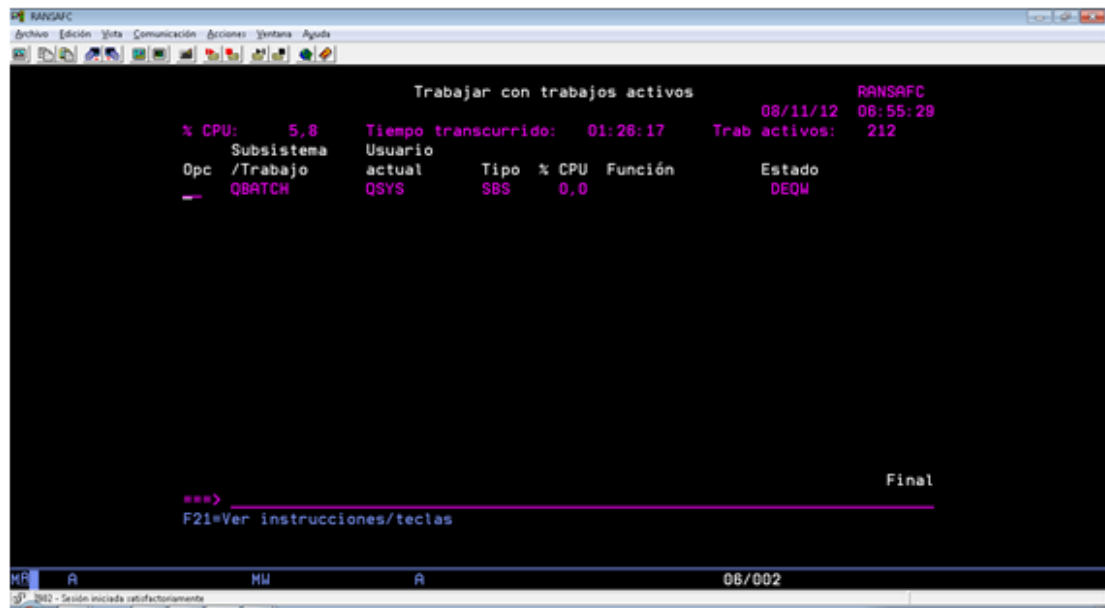 RANSAFC
Archivo Edición Vista Comunicación Acciones Ventana Ayuda
Trabajar con trabajos activos RANSAFC
08/11/12 06:55:29
% CPU: 5,8 Tiempo transcurrido: 01:26:17 Trab activos: 212
Subsistema Usuario
Opc /Trabajo actual Tipo % CPU Función Estado
QBATCH QSYS SBS 0,0 DEQW
Final
===>
F21=Ver instrucciones/teclas
MA A MW A 06/002
1902 - Sesión iniciada satisfactoriamente